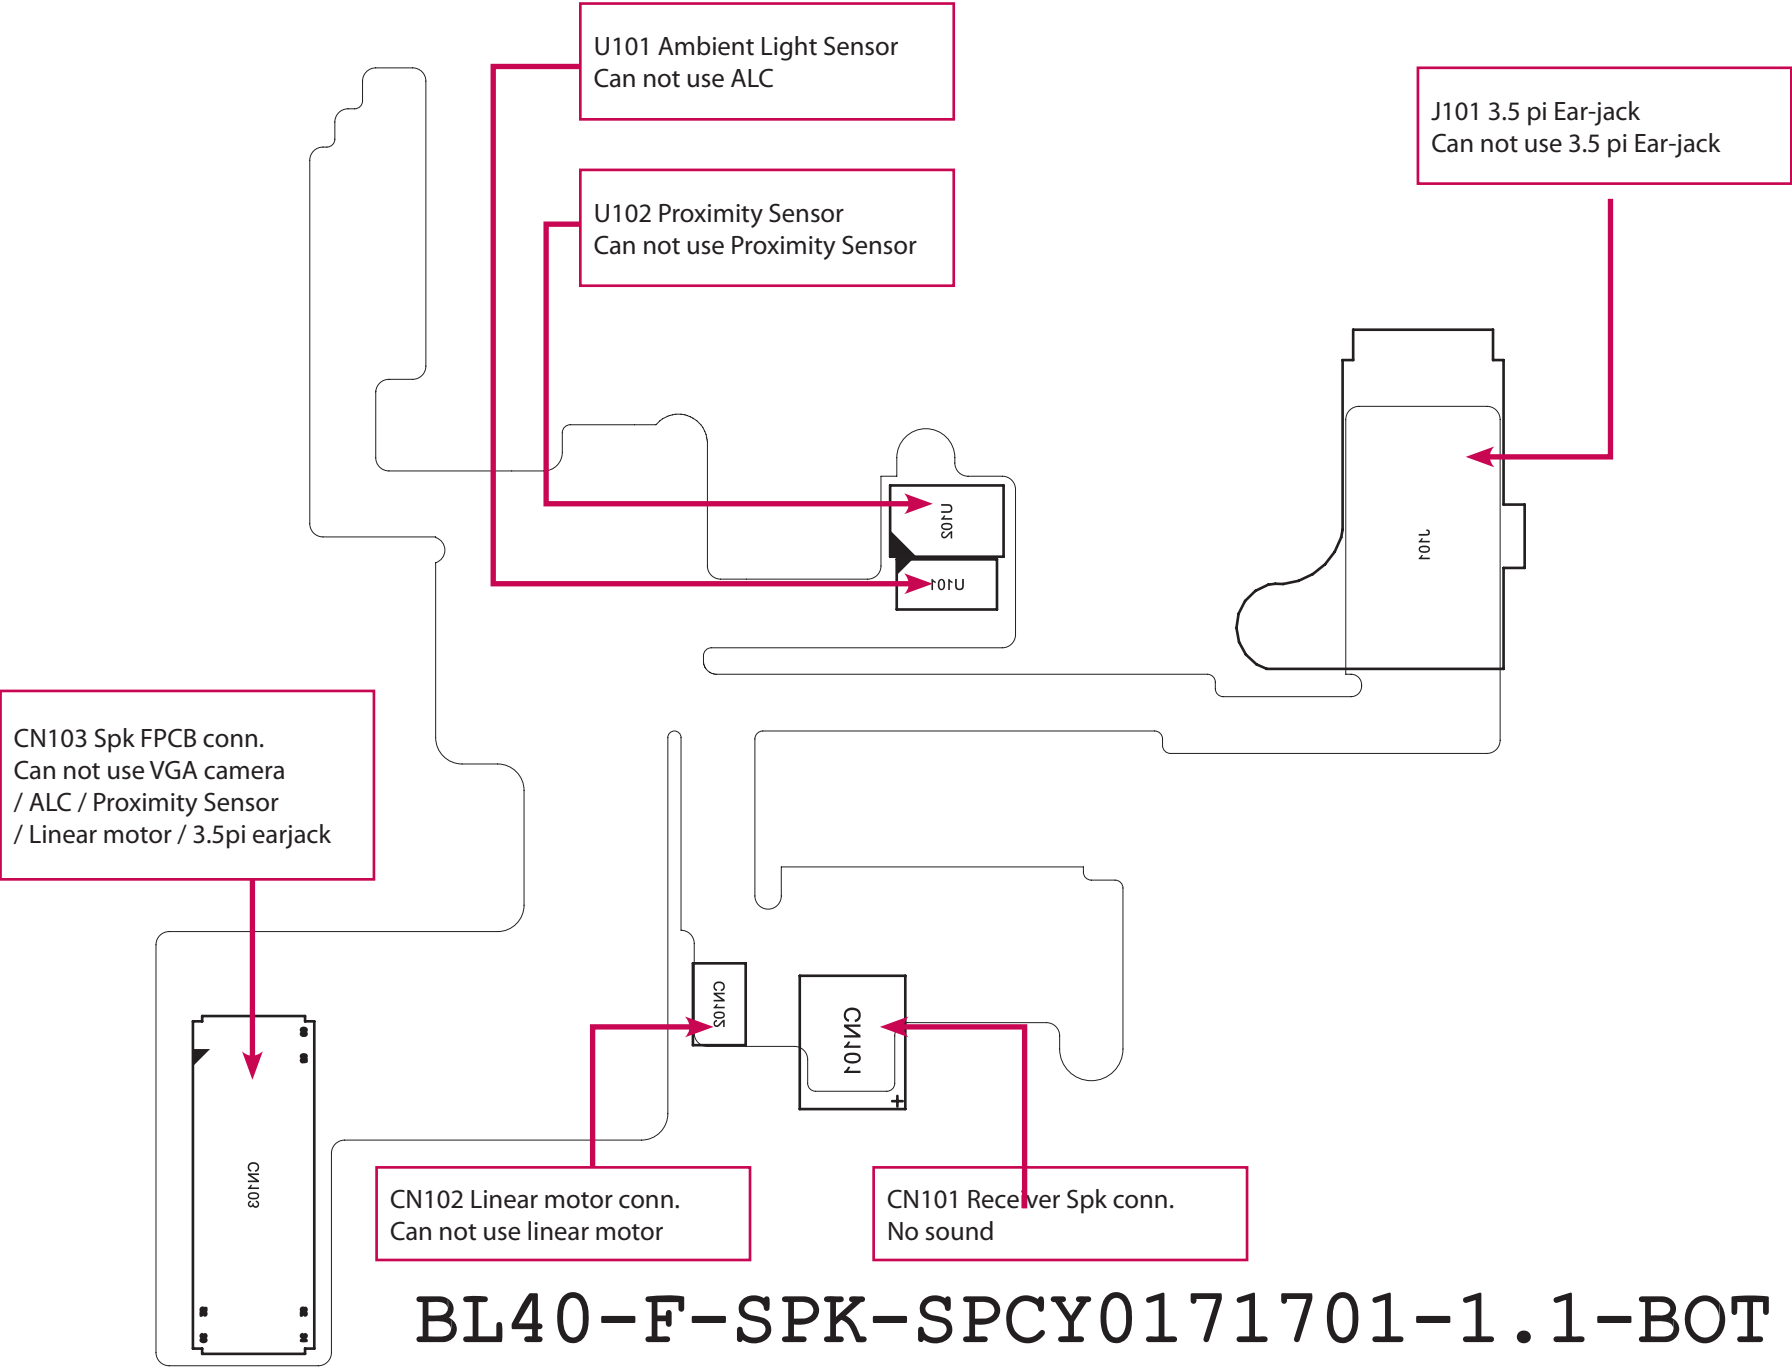 U101 Ambient Light Sensor
Can not use ALC
J101 3.5 pi Ear-jack
Can not use 3.5 pi Ear-jack
U102 Proximity Sensor
Can not use Proximity Sensor
U102
U101
J101
CN103 Spk FPCB conn.
Can not use VGA camera
/ ALC / Proximity Sensor
/ Linear motor / 3.5pi earjack
CN102
CN101
+
CN103
CN102 Linear motor conn.
Can not use linear motor
CN101 Receiver Spk conn.
No sound
BL40-F-SPK-SPCY0171701-1.1-BOT